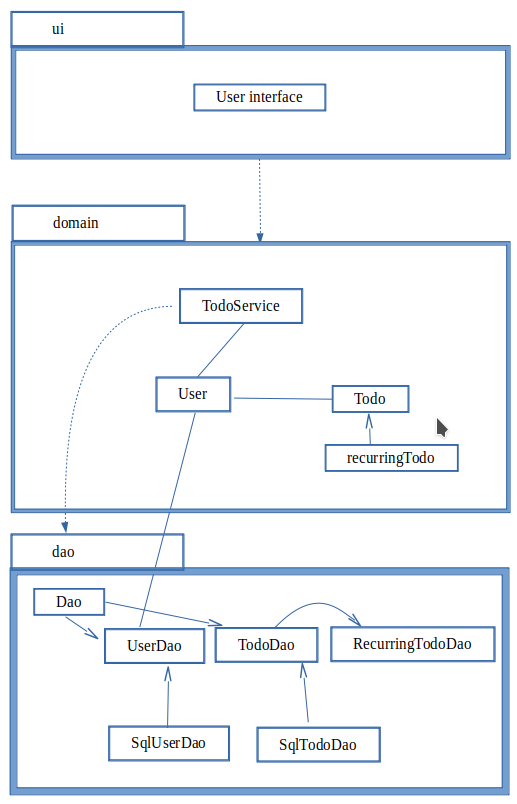 ui
User interface
domain
TodoService
User
Todo
recurringTodo
dao
Dao
UserDao
TodoDao
RecurringTodoDao
SqlUserDao
SqlTodoDao